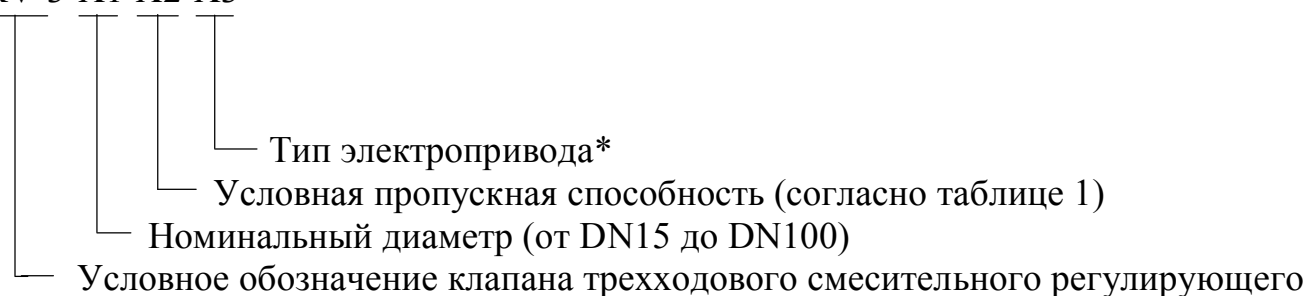 Тип электропривода*
Условная пропускная способность (согласно таблице 1)
Номинальный диаметр (от DN15 до DN100)
Условное обозначение клапана трехходового смесительного регулирующего